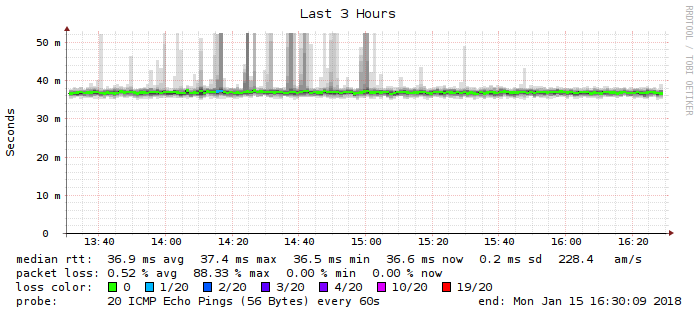 Last 3 Hours
RRDTOOL / TOBI OETIKER
Seconds
50 m
40 m
30 m
20 m
10 m
0
13:40 14:00 14:20 14:40 15:00 15:20 15:40 16:00 16:20
median rtt: 36.9 ms avg 37.4 ms max 36.5 ms min 36.6 ms now 0.2 ms sd 228.4 am/s
packet loss: 0.52 % avg 88.33 % max 0.00 % min 0.00 % now
loss color: 0 1/20 2/20 3/20 4/20 10/20 19/20
probe: 20 ICMP Echo Pings (56 Bytes) every 60s end: Mon Jan 15 16:30:09 2018